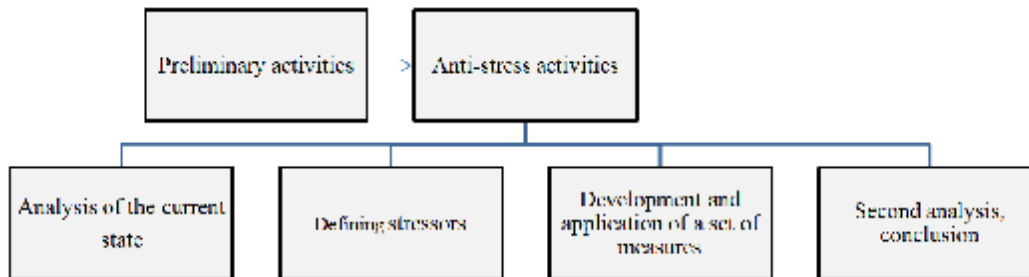 Preliminary activities
>
Anti-stress activities
Analysis of the current
state
Defining stressors
Development and
application of a set of
measures
Second analysis,
conclusion